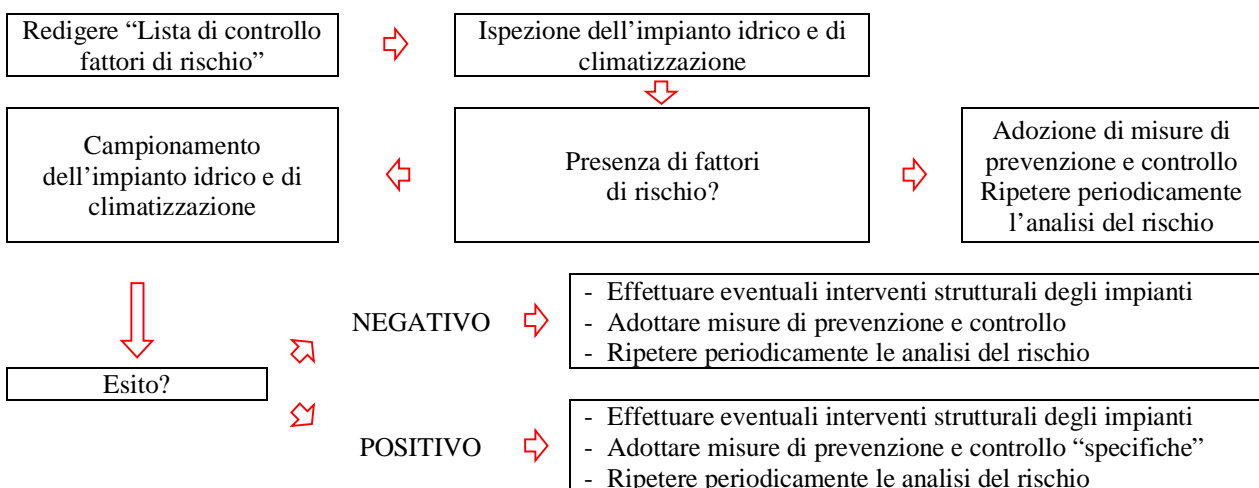 Redigere “Lista di controllo
fattori di rischio”
Ispezione dell’impianto idrico e di
climatizzazione
Campionamento
dell’impianto idrico e di
climatizzazione
Presenza di fattori
di rischio?
Adozione di misure di
prevenzione e controllo
Ripetere periodicamente
l’analisi del rischio
NEGATIVO
- Effettuare eventuali interventi strutturali degli impianti
- Adottare misure di prevenzione e controllo
- Ripetere periodicamente le analisi del rischio
Esito?
POSITIVO
- Effettuare eventuali interventi strutturali degli impianti
- Adottare misure di prevenzione e controllo “specifiche”
- Ripetere periodicamente le analisi del rischio